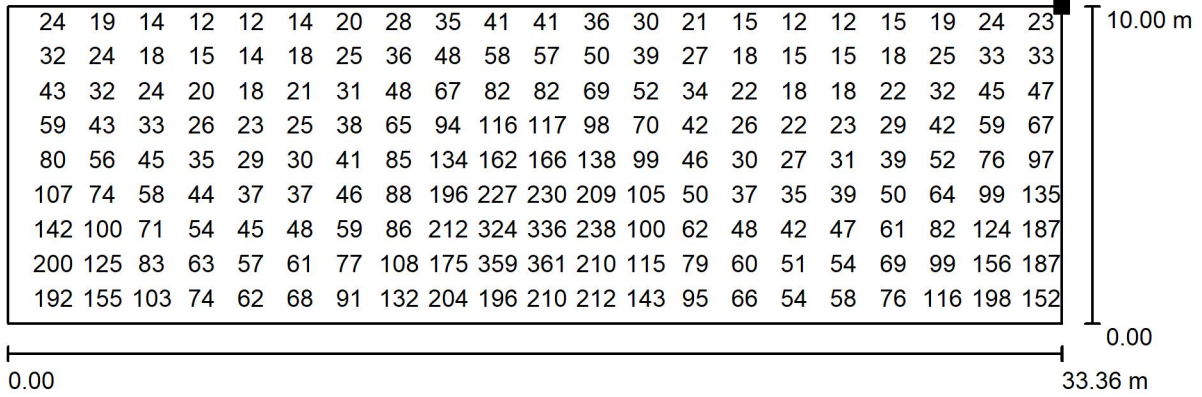 24 19 14 12 12 14 20 28 35 41 41 36 30 21 15 12 12 15 19 24 23 10.00 m
32 24 18 15 14 18 25 36 48 58 57 50 39 27 18 15 15 18 25 33 33
43 32 24 20 18 21 31 48 67 82 82 69 52 34 22 18 18 22 32 45 47
59 43 33 26 23 25 38 65 94 116 117 98 70 42 26 22 23 29 42 59 67
80 56 45 35 29 30 41 85 134 162 166 138 99 46 30 27 31 39 52 76 97
107 74 58 44 37 37 46 88 196 227 230 209 105 50 37 35 39 50 64 99 135
142 100 71 54 45 48 59 86 212 324 336 238 100 62 48 42 47 61 82 124 187
200 125 83 63 57 61 77 108 175 359 361 210 115 79 60 51 54 69 99 156 187
192 155 103 74 62 68 91 132 204 196 210 212 143 95 66 54 58 76 116 198 152
0.00
0.00 33.36 m